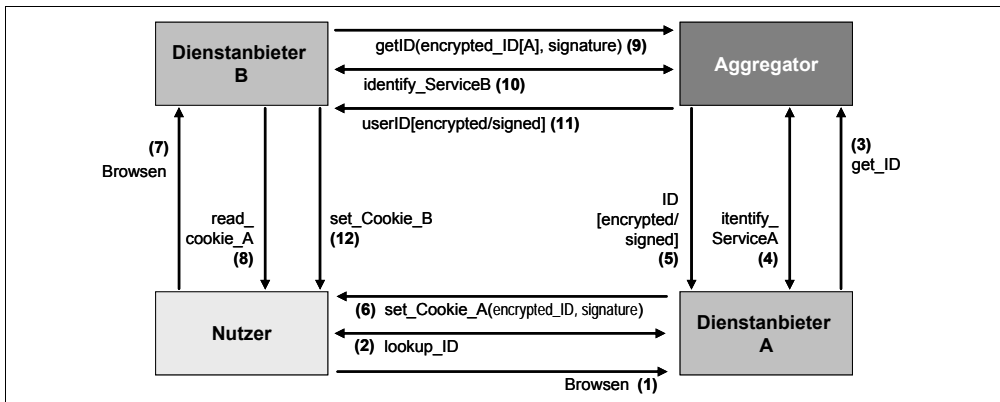 Dienstanbieter
B
getID(encrypted_ID[A], signature) (9)
identify_ServiceB (10)
userID[encrypted/signed] (11)
Aggregator
(7)
Browsen
read_
cookie_A
(8)
set_Cookie_B
(12)
ID
[encrypted/
signed]
(5)
itentify_
ServiceA
(4)
(3)
get_ID
Nutzer
(6) set_Cookie_A(encrypted_ID, signature)
(2) lookup_ID
Browsen (1)
Dienstanbieter
A